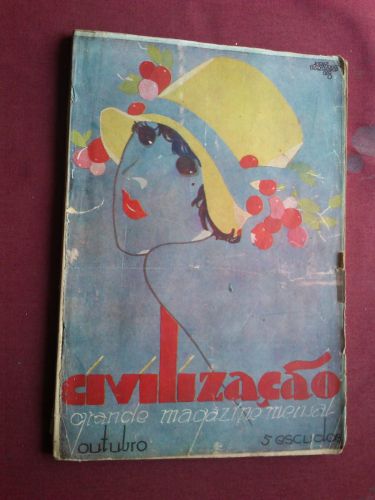 civilização
grande magazine mensal
outubro 5 escudos